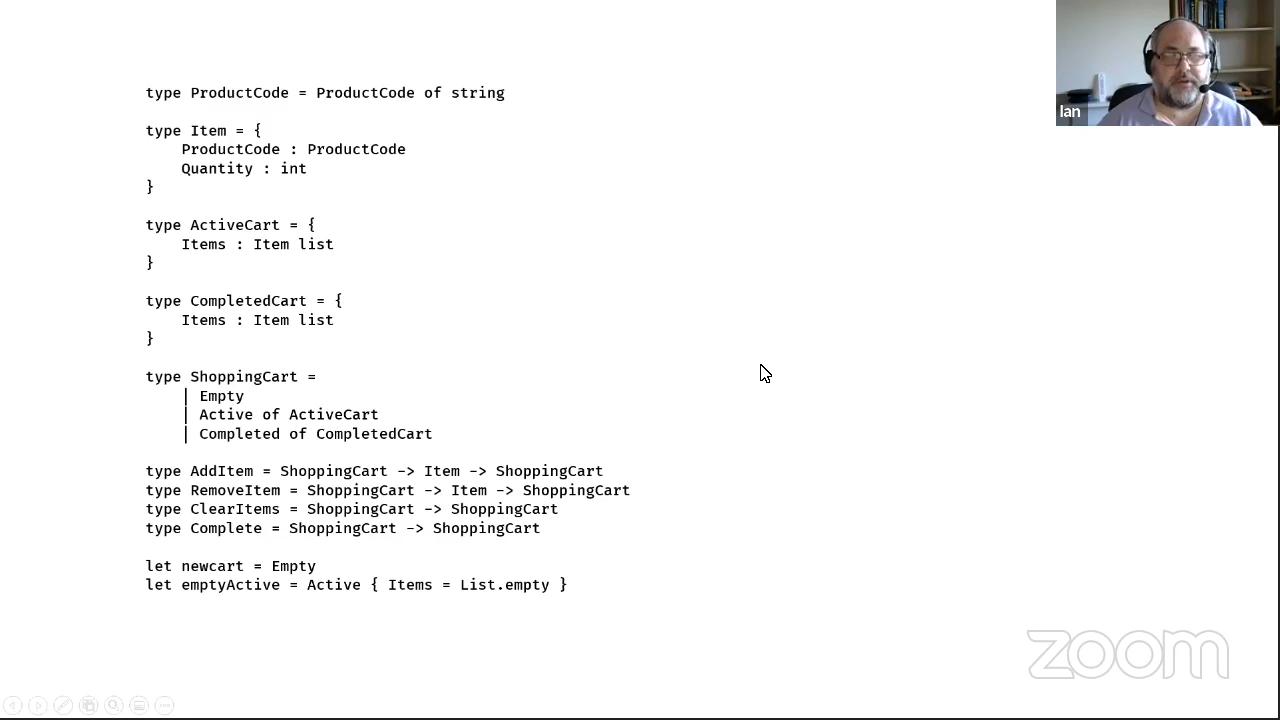 type ProductCode = ProductCode of string
type Item = {
    ProductCode : ProductCode
    Quantity : int
}
type ActiveCart = {
    Items : Item list
}
type CompletedCart = {
    Items : Item list
}
type ShoppingCart =
    | Empty
    | Active of ActiveCart
    | Completed of CompletedCart
type AddItem = ShoppingCart -> Item -> ShoppingCart
type RemoveItem = ShoppingCart -> Item -> ShoppingCart
type ClearItems = ShoppingCart -> ShoppingCart
type Complete = ShoppingCart -> ShoppingCart
let newcart = Empty
let emptyActive = Active { Items = List.empty }
Ian
zoom